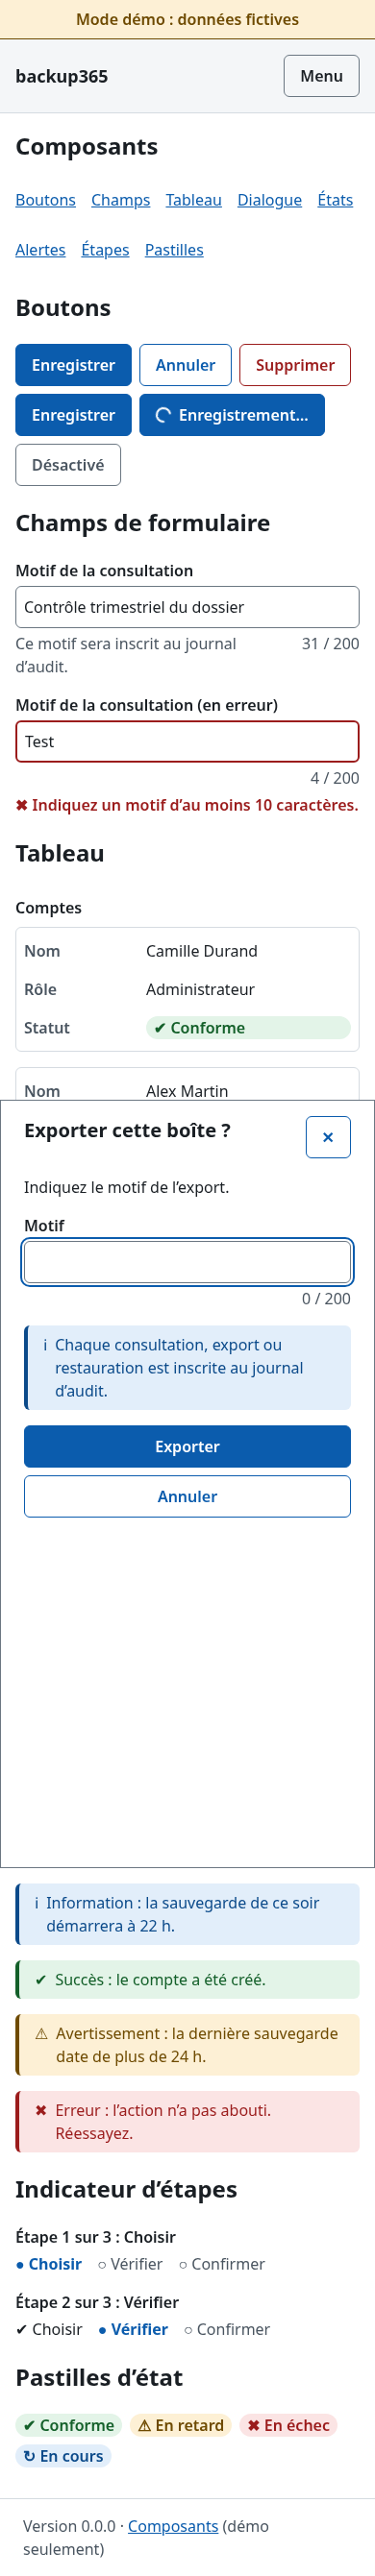 Mode démo : données fictives
backup365
Menu
Composants
Boutons Champs Tableau Dialogue États
Alertes Étapes Pastilles
Boutons
Enregistrer Annuler Supprimer
Enregistrer Enregistrement…
Désactivé
Champs de formulaire
Motif de la consultation
Contrôle trimestriel du dossier
Ce motif sera inscrit au journal 31 / 200
d’audit.
Motif de la consultation (en erreur)
Test
4 / 200
✖ Indiquez un motif d’au moins 10 caractères.
Tableau
Comptes
Nom Camille Durand
Rôle Administrateur
Statut ✔ Conforme
Nom Alex Martin
Exporter cette boîte ? ✕
Indiquez le motif de l’export.
Motif
0 / 200
i Chaque consultation, export ou
restauration est inscrite au journal
d’audit.
Exporter
Annuler
i Information : la sauvegarde de ce soir
démarrera à 22 h.
✔ Succès : le compte a été créé.
⚠ Avertissement : la dernière sauvegarde
date de plus de 24 h.
✖ Erreur : l’action n’a pas abouti.
Réessayez.
Indicateur d’étapes
Étape 1 sur 3 : Choisir
● Choisir ○ Vérifier ○ Confirmer
Étape 2 sur 3 : Vérifier
✔ Choisir ● Vérifier ○ Confirmer
Pastilles d’état
✔ Conforme ⚠ En retard ✖ En échec
↻ En cours
Version 0.0.0 · Composants (démo
seulement)